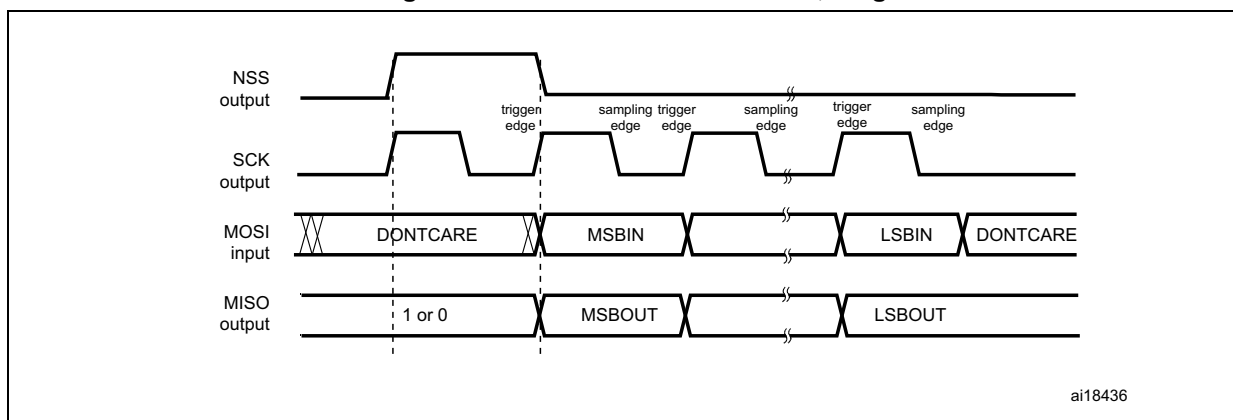 NSS
output
trigger
edge
sampling
edge
trigger
edge
sampling
edge
trigger
edge
sampling
edge
SCK
output
MOSI
input
DONTCARE
MSBIN
LSBIN
DONTCARE
MISO
output
1 or 0
MSBOUT
LSBOUT
ai18436